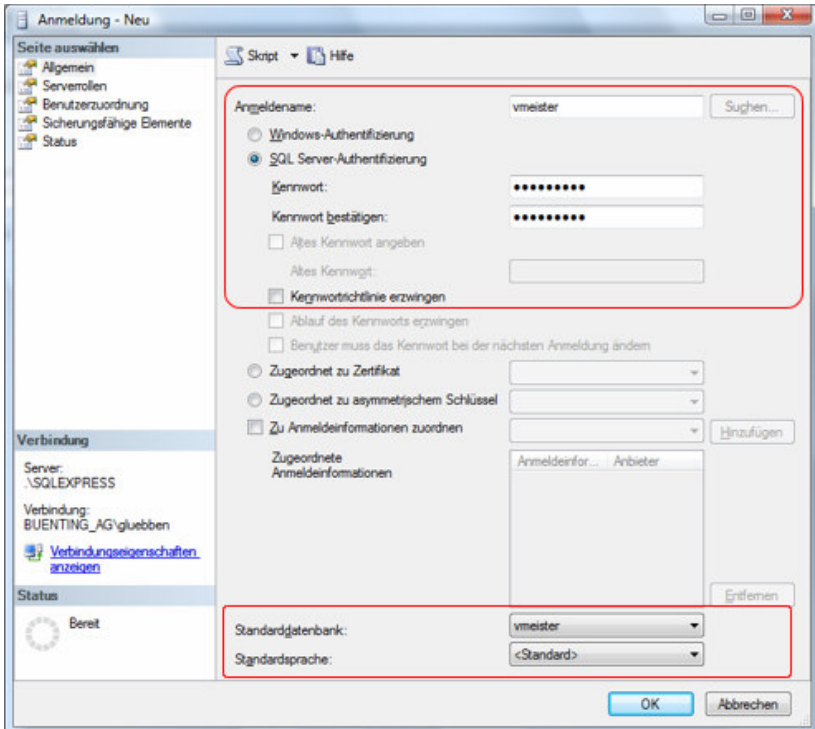 Anmeldung - Neu
Seite auswählen
Allgemein
Serverrollen
Benutzerzuordnung
Sicherungsfähige Elemente
Status
Verbindung
Server:
.\SQLEXPRESS
Verbindung:
BUENTING_AG\gluebben
Verbindungseigenschaften
anzeigen
Status
Bereit
Skript
Hilfe
Anmeldename:
vmeister
Suchen...
Windows-Authentifizierung
SQL Server-Authentifizierung
Kennwort:
●●●●●●●●●
Kennwort bestätigen:
●●●●●●●●●
Altes Kennwort angeben
Altes Kennwort:
Kennwortrichtlinie erzwingen
Ablauf des Kennworts erzwingen
Benutzer muss das Kennwort bei der nächsten Anmeldung ändern
Zugeordnet zu Zertifikat
Zugeordnet zu asymmetrischem Schlüssel
Zu Anmeldeinformationen zuordnen
Hinzufügen
Zugeordnete
Anmeldeinformationen
Anmeldeinfor... Anbieter
Entfernen
Standarddatenbank:
vmeister
Standardsprache:
<Standard>
OK
Abbrechen